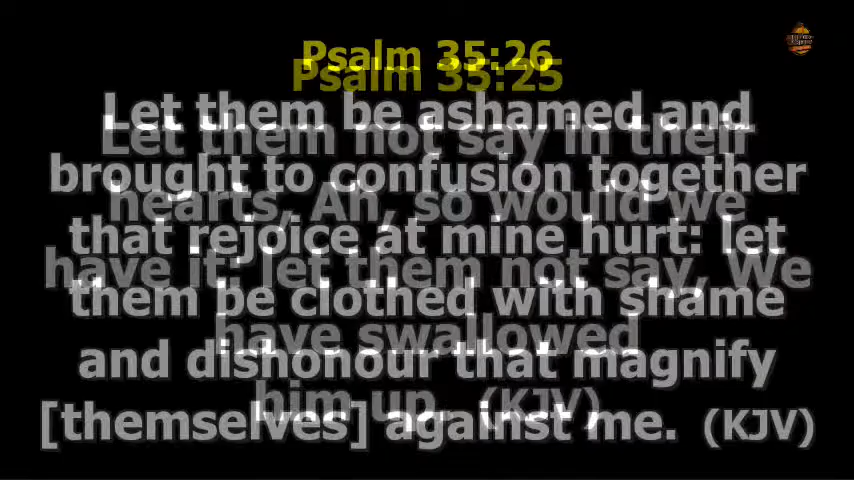 Psalm 35:26
Let them be ashamed and
brought to confusion together
that rejoice at mine hurt: let
them be clothed with shame
and dishonour that magnify
[themselves] against me. (KJV)
Psalm 35:25
Let them not say in their
hearts, Ah, so would we
have it: let them not say, We
have swallowed
him up. (KJV)